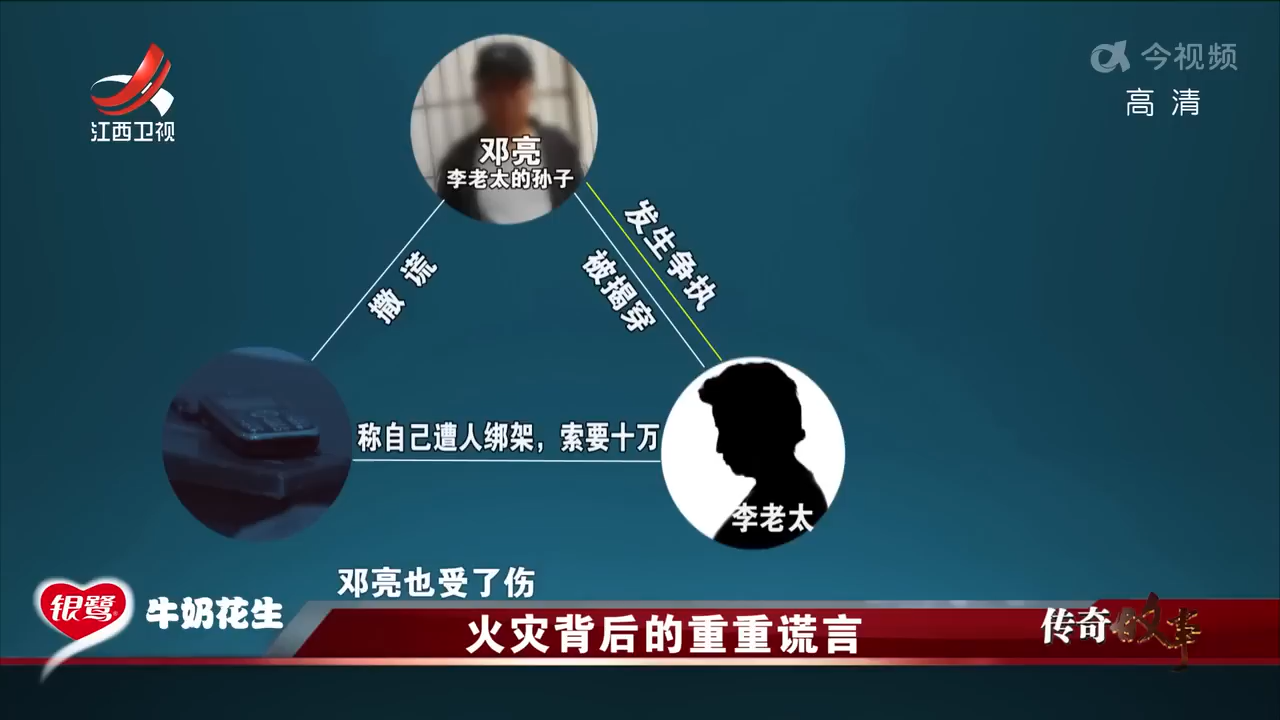 江西卫视
今视频
高清
邓亮
李老太的孙子
撒谎
发生争执
被揭穿
称自己遭人绑架，索要十万
李老太
邓亮也受了伤
银鹭
牛奶花生
火灾背后的重重谎言
传奇故事